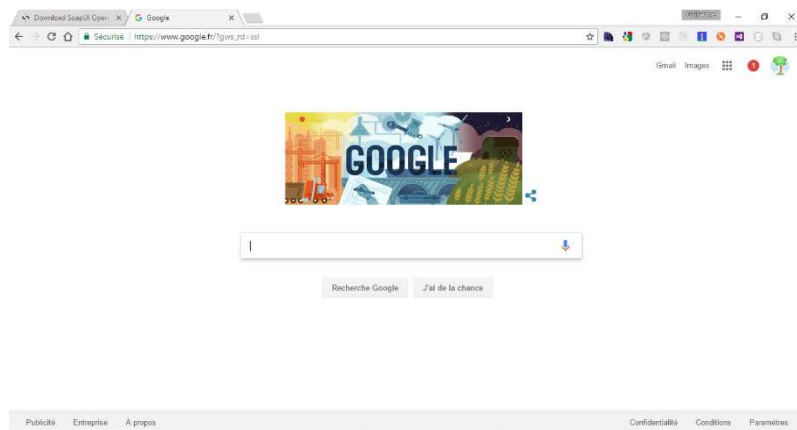 Download SoapUI Open
G Google
Sécurisé https://www.google.fr/?gws_rd=ssl
Gmail Images 1
GOOGLE
Recherche Google J'ai de la chance
Publicité Entreprise À propos Confidentialité Conditions Paramètres